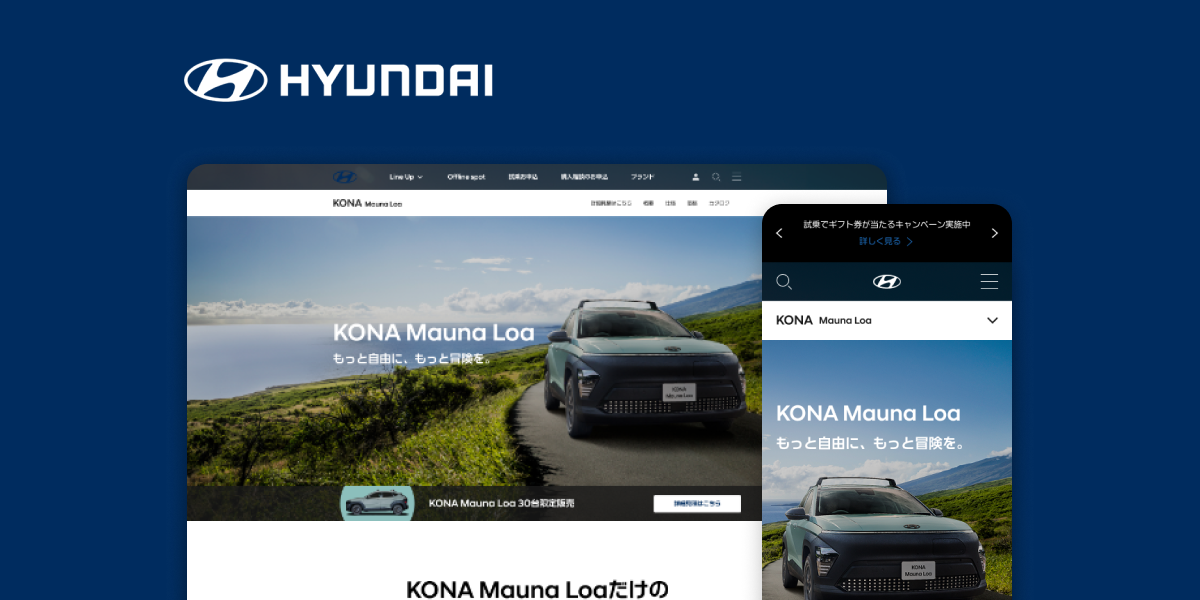 HYUNDAI
Line Up
Offline spot
試乗お申込
購入相談のお申込
ブランド
KONA Mauna Loa
詳細見積はこちら
概要
仕様
カタログ
KONA Mauna Loa
もっと自由に、もっと冒険を。
KONA
Mauna Loa
KONA Mauna Loa 30台限定販売
詳細見積はこちら
KONA Mauna Loaだけの
試乗でギフト券が当たるキャンペーン実施中
詳しく見る
KONA Mauna Loa
KONA Mauna Loa
もっと自由に、もっと冒険を。
KONA
Mauna Loa